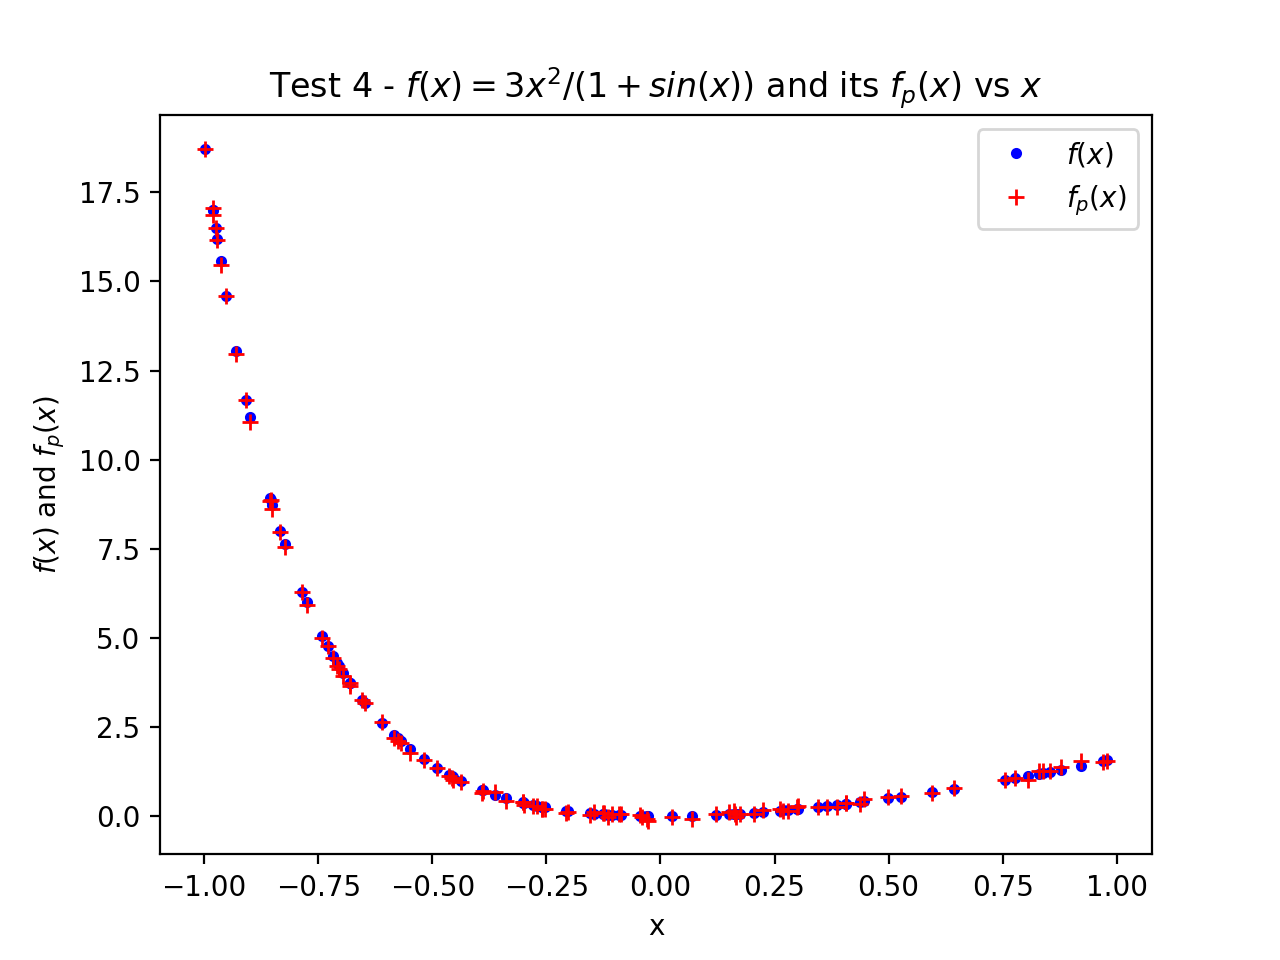 Test 4 - f(x) = 3x²/(1 + sin(x)) and its fₚ(x) vs x
f(x)
fₚ(x)
17.5
15.0
12.5
10.0
7.5
5.0
2.5
0.0
f(x) and fₚ(x)
−1.00 −0.75 −0.50 −0.25 0.00 0.25 0.50 0.75 1.00
x